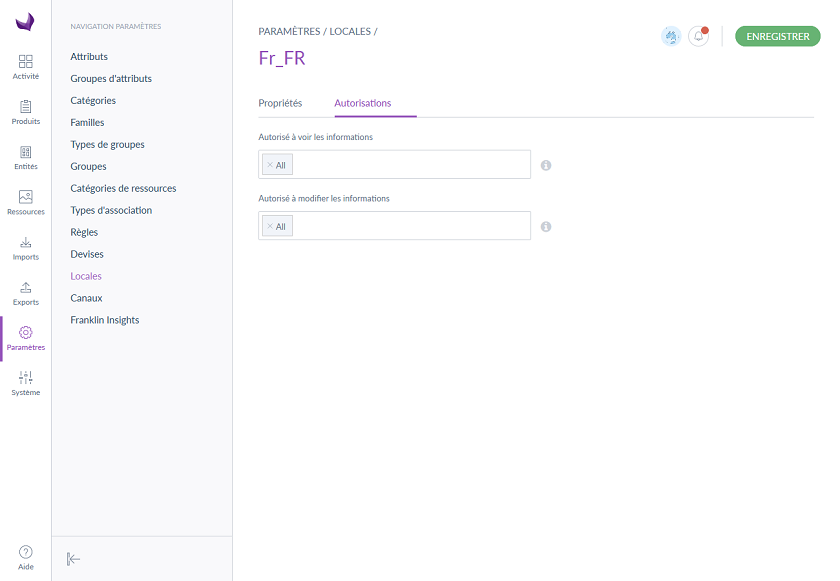 Activité
Produits
Entités
Ressources
Imports
Exports
Paramètres
Système
Aide
NAVIGATION PARAMÈTRES
Attributs
Groupes d'attributs
Catégories
Familles
Types de groupes
Groupes
Catégories de ressources
Types d'association
Règles
Devises
Locales
Canaux
Franklin Insights
PARAMÈTRES / LOCALES /
Fr_FR
ENREGISTRER
Propriétés Autorisations
Autorisé à voir les informations
× All
Autorisé à modifier les informations
× All